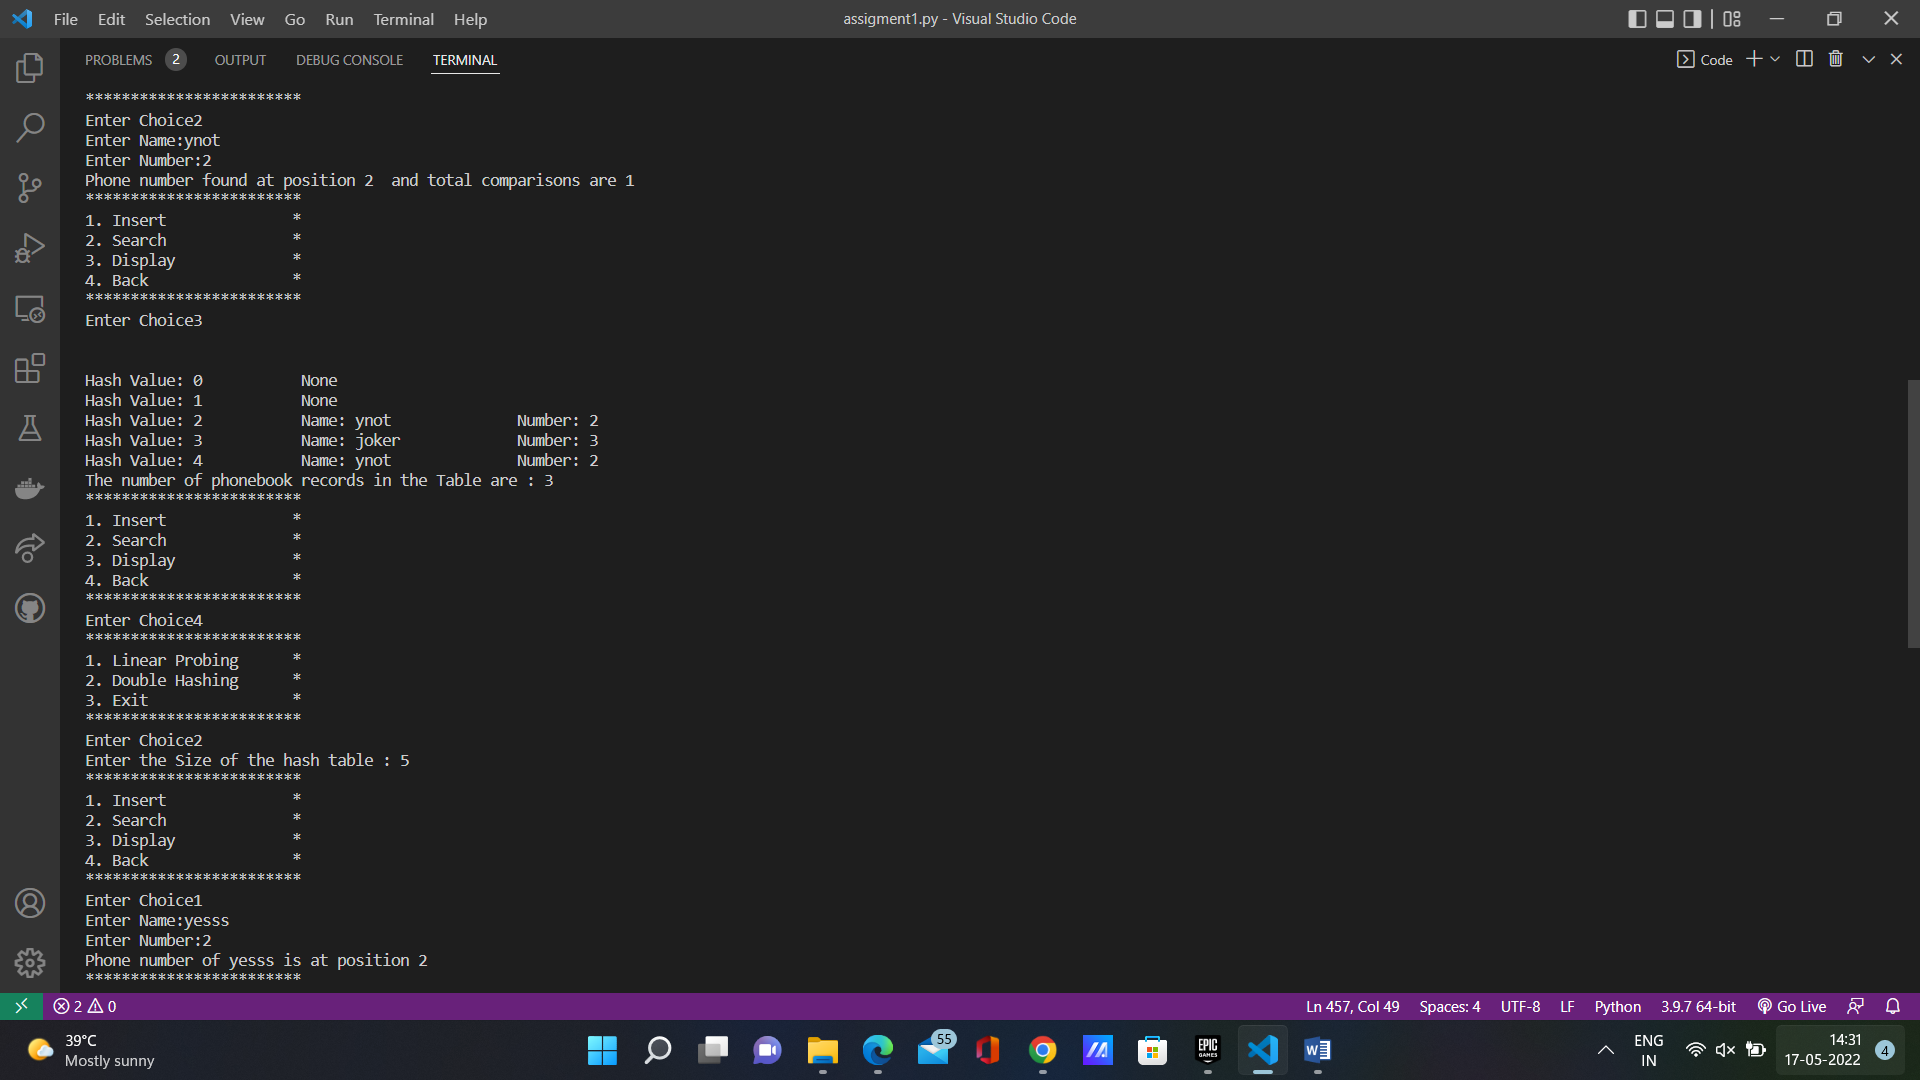 File Edit Selection View Go Run Terminal Help assigment1.py - Visual Studio Code
PROBLEMS 2 OUTPUT DEBUG CONSOLE TERMINAL Code
************************
Enter Choice2
Enter Name:ynot
Enter Number:2
Phone number found at position 2  and total comparisons are 1
************************
1. Insert              *
2. Search              *
3. Display             *
4. Back                *
************************
Enter Choice3
Hash Value: 0           None
Hash Value: 1           None
Hash Value: 2           Name: ynot              Number: 2
Hash Value: 3           Name: joker             Number: 3
Hash Value: 4           Name: ynot              Number: 2
The number of phonebook records in the Table are : 3
************************
1. Insert              *
2. Search              *
3. Display             *
4. Back                *
************************
Enter Choice4
************************
1. Linear Probing      *
2. Double Hashing      *
3. Exit                *
************************
Enter Choice2
Enter the Size of the hash table : 5
************************
1. Insert              *
2. Search              *
3. Display             *
4. Back                *
************************
Enter Choice1
Enter Name:yesss
Enter Number:2
Phone number of yesss is at position 2
************************
2 0 Ln 457, Col 49 Spaces: 4 UTF-8 LF Python 3.9.7 64-bit Go Live
39°C
Mostly sunny
55
EPIC
GAMES
W
ENG
IN
14:31
17-05-2022
4